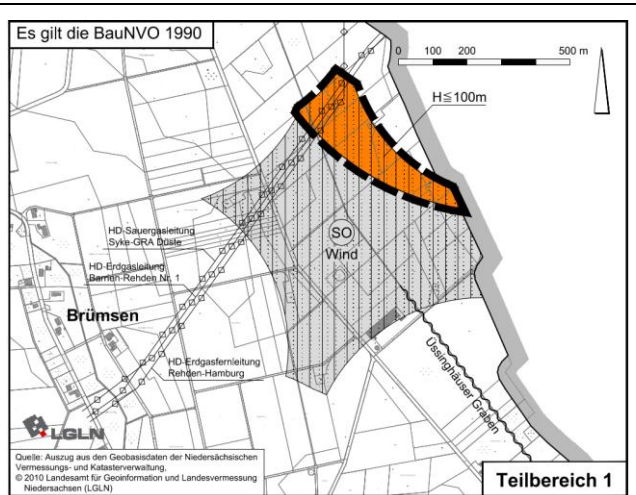 Es gilt die BauNVO 1990
0 100 200 500 m
H≦100m
SO
Wind
HD-Sauergasleitung
Syke-GRA Düste
HD-Erdgasleitung
Barrien-Rehden Nr. 1
Brümsen
HD-Erdgasfernleitung
Rehden-Hamburg
Üssinghäuser Graben
LGLN
Quelle: Auszug aus den Geobasisdaten der Niedersächsischen
Vermessungs- und Katasterverwaltung,
© 2010 Landesamt für Geoinformation und Landesvermessung
Niedersachsen (LGLN)
Teilbereich 1